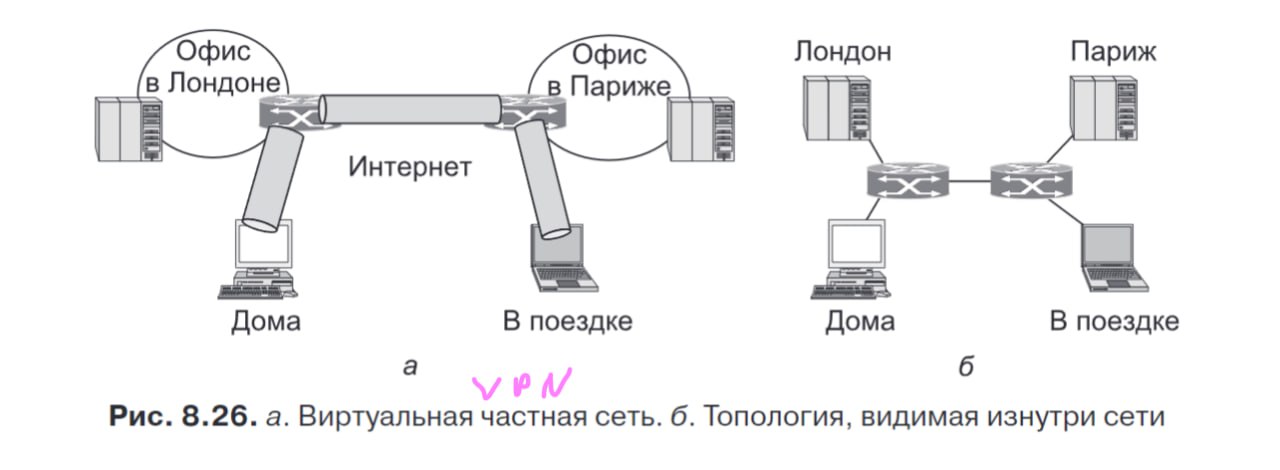 Офис
в Лондоне
Офис
в Париже
Интернет
Дома
В поездке
а
Лондон
Париж
Дома
В поездке
б
VPN
Рис. 8.26. а. Виртуальная частная сеть. б. Топология, видимая изнутри сети